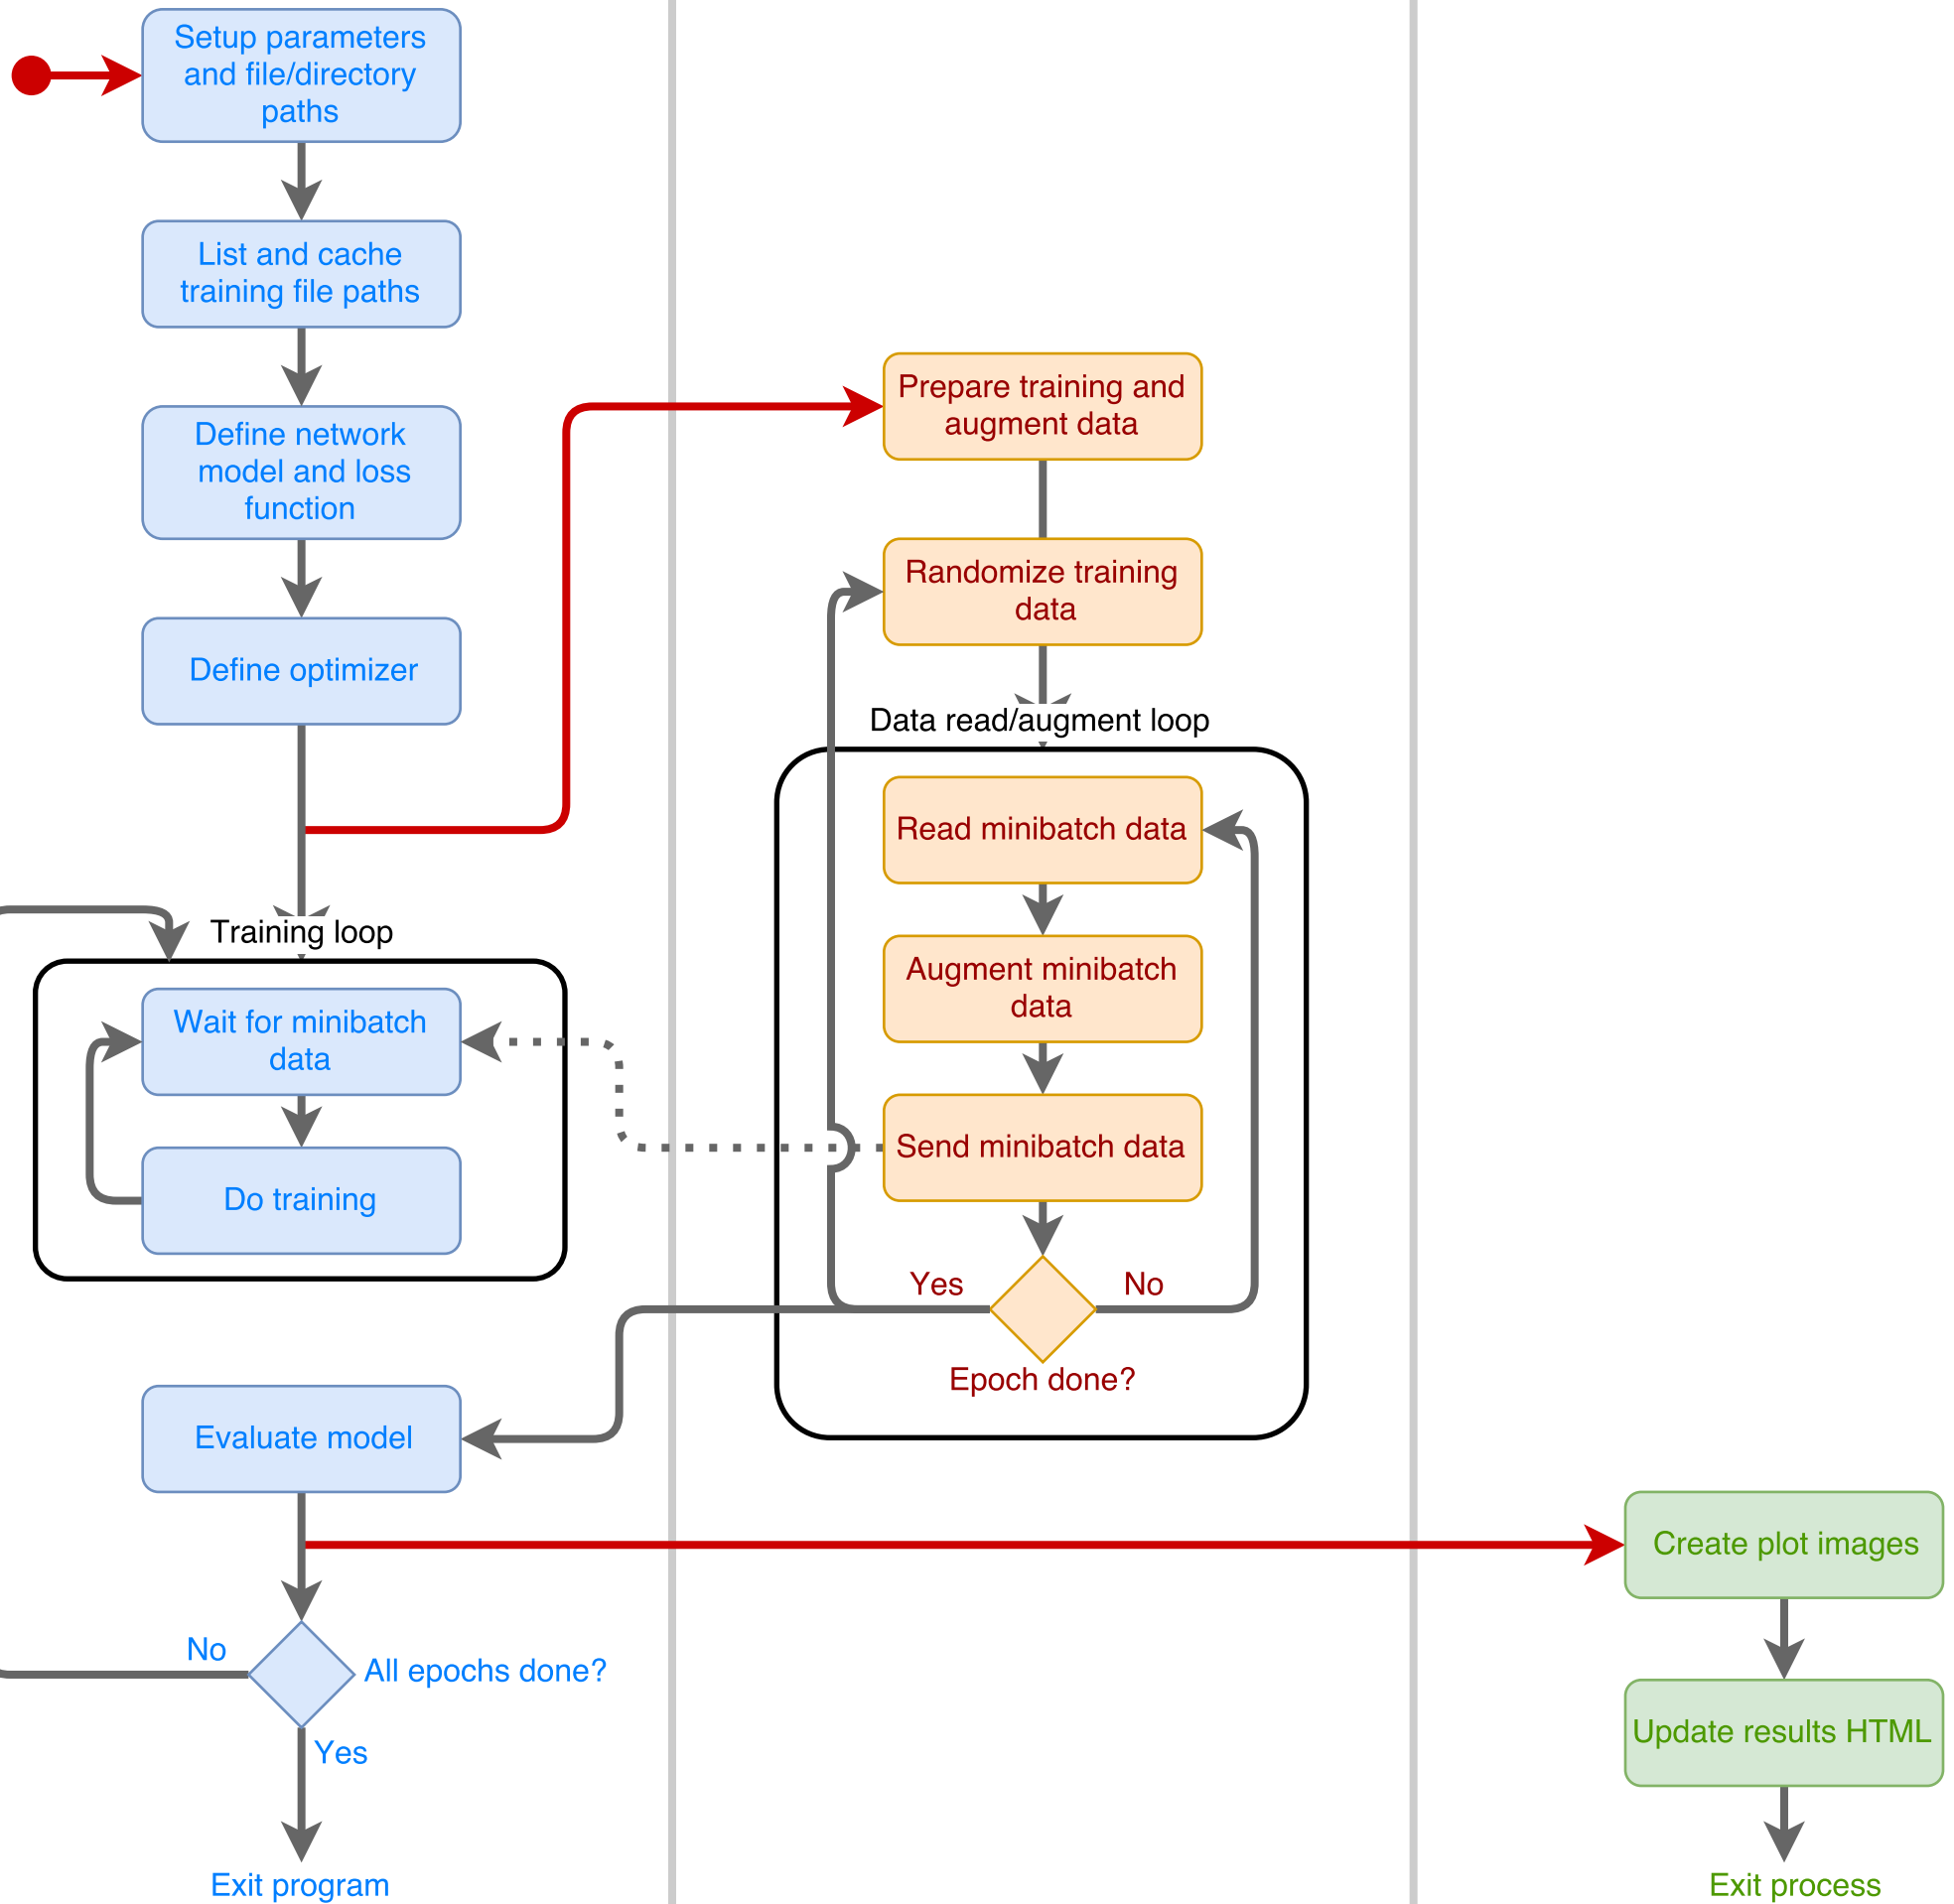 Setup parameters
and file/directory
paths
List and cache
training file paths
Define network
model and loss
function
Define optimizer
Training loop
Wait for minibatch
data
Do training
Evaluate model
No
All epochs done?
Yes
Exit program
Prepare training and
augment data
Randomize training
data
Data read/augment loop
Read minibatch data
Augment minibatch
data
Send minibatch data
Yes
No
Epoch done?
Create plot images
Update results HTML
Exit process